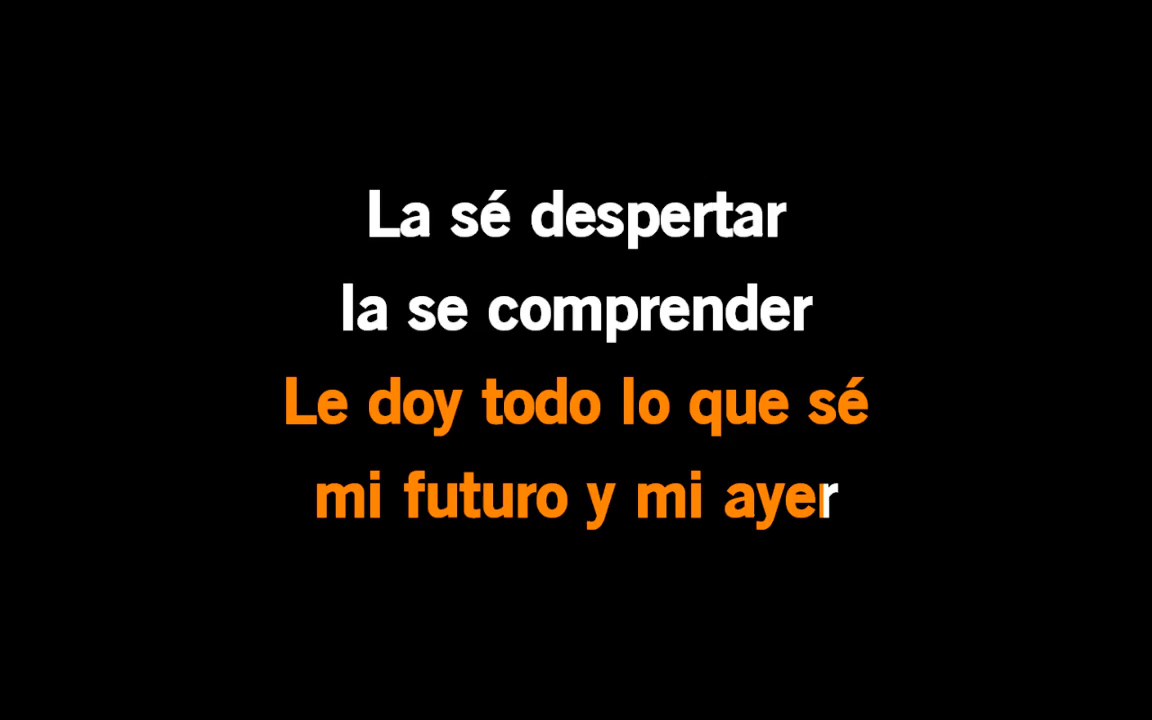 La sé despertar
la se comprender
Le doy todo lo que sé
mi futuro y mi ayer